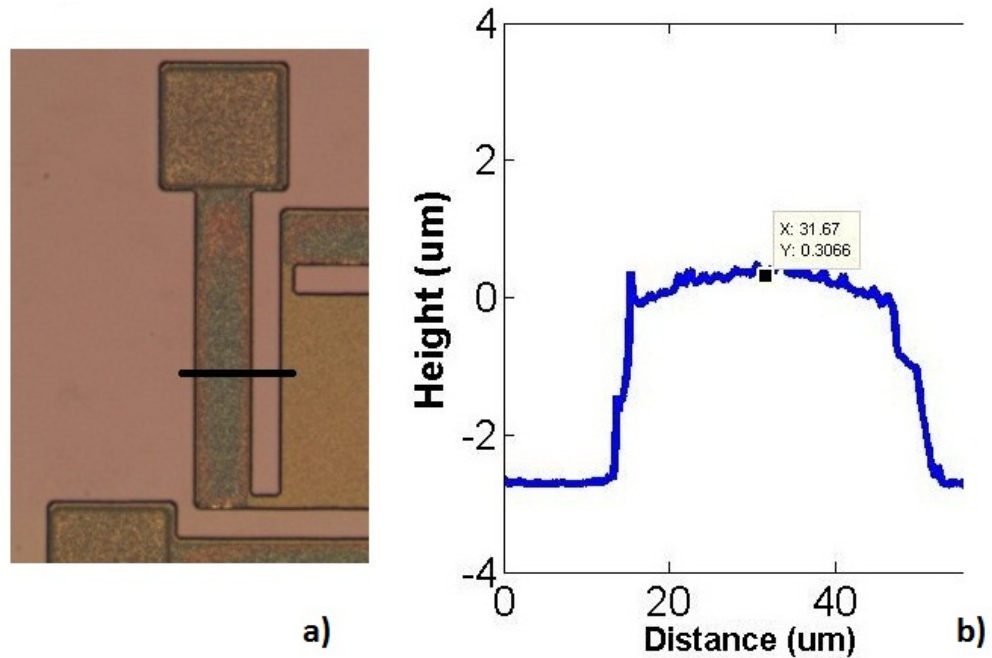 4
2
0
-2
-4
Height (um)
X: 31.67
Y: 0.3066
0 20 40
Distance (um)
a)
b)